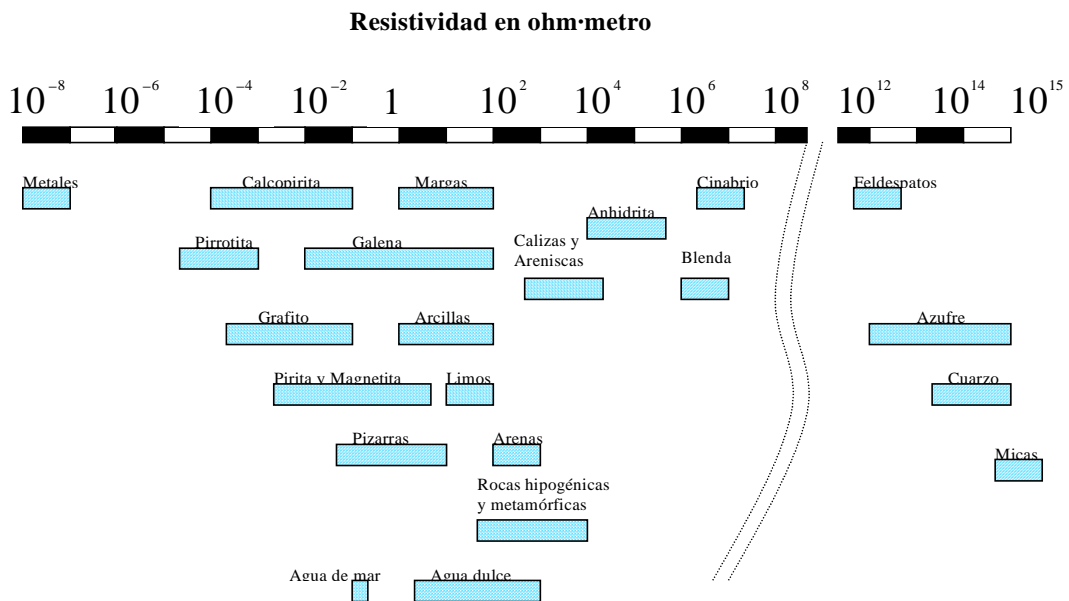 Resistividad en ohm·metro
10⁻⁸ 10⁻⁶ 10⁻⁴ 10⁻² 1 10² 10⁴ 10⁶ 10⁸ 10¹² 10¹⁴ 10¹⁵
Metales Calcopirita Margas Cinabrio Feldespatos
Anhidrita
Pirrotita Galena Calizas y
Areniscas Blenda
Grafito Arcillas Azufre
Pirita y Magnetita Limos Cuarzo
Pizarras Arenas Micas
Rocas hipogénicas
y metamórficas
Agua de mar Agua dulce